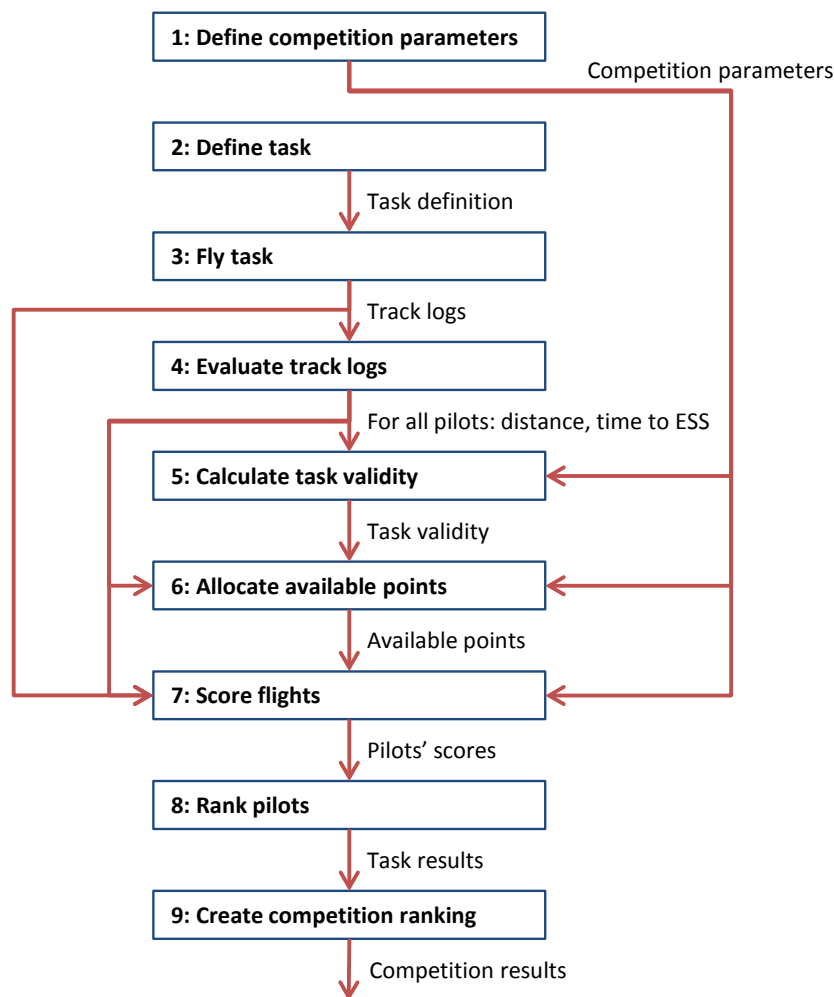 1: Define competition parameters
Competition parameters
2: Define task
Task definition
3: Fly task
Track logs
4: Evaluate track logs
For all pilots: distance, time to ESS
5: Calculate task validity
Task validity
6: Allocate available points
Available points
7: Score flights
Pilots’ scores
8: Rank pilots
Task results
9: Create competition ranking
Competition results